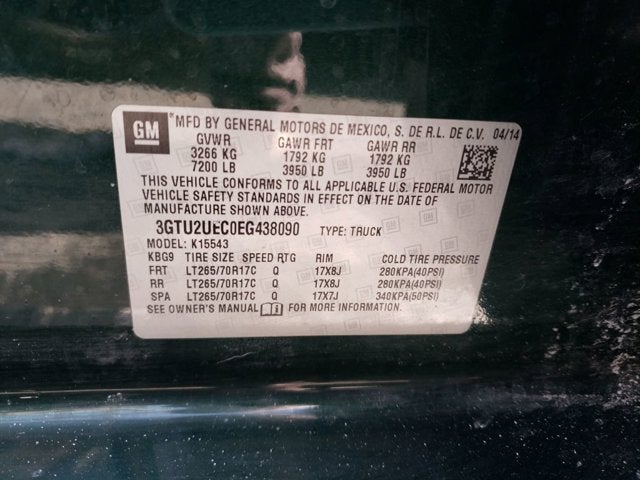 GM *MFD BY GENERAL MOTORS DE MEXICO, S. DE R.L. DE C.V. 04/14
GVWR GAWR FRT GAWR RR
3266 KG 1792 KG 1792 KG
7200 LB 3950 LB 3950 LB
THIS VEHICLE CONFORMS TO ALL APPLICABLE U.S. FEDERAL MOTOR
VEHICLE SAFETY STANDARDS IN EFFECT ON THE DATE OF
MANUFACTURE SHOWN ABOVE.
3GTU2UEC0EG438090 TYPE: TRUCK
MODEL: K15543
KBG9 TIRE SIZE SPEED RTG RIM COLD TIRE PRESSURE
FRT LT265/70R17C Q 17X8J 280KPA(40PSI)
RR LT265/70R17C Q 17X8J 280KPA(40PSI)
SPA LT265/70R17C Q 17X7J 340KPA(50PSI)
SEE OWNER'S MANUAL FOR MORE INFORMATION.